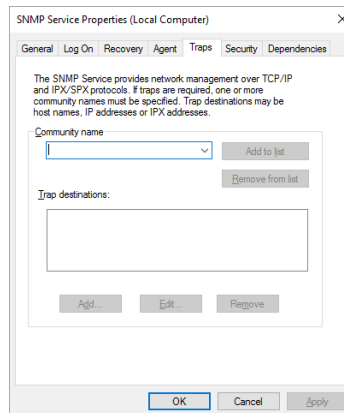 SNMP Service Properties (Local Computer)
General Log On Recovery Agent Traps Security Dependencies
The SNMP Service provides network management over TCP/IP
and IPX/SPX protocols. If traps are required, one or more
community names must be specified. Trap destinations may be
host names, IP addresses or IPX addresses.
Community name
Add to list
Remove from list
Trap destinations:
Add... Edit... Remove
OK Cancel Apply